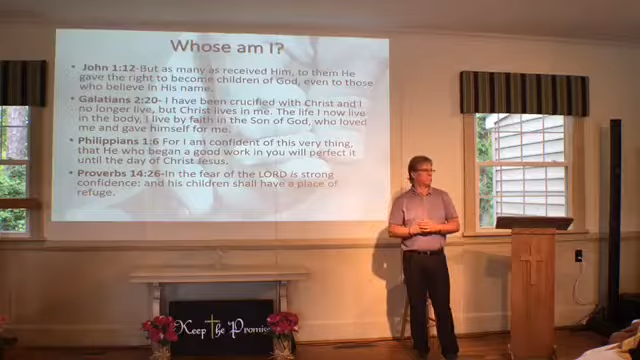 Whose am I?
• John 1:12-But as many as received Him, to them He
gave the right to become children of God, even to those
who believe in His name.
• Galatians 2:20- I have been crucified with Christ and I
no longer live, but Christ lives in me. The life I now live
in the body, I live by faith in the Son of God, who loved
me and gave himself for me.
• Philippians 1:6 For I am confident of this very thing,
that He who began a good work in you will perfect it
until the day of Christ Jesus.
• Proverbs 14:26-In the fear of the LORD is strong
confidence: and his children shall have a place of
refuge.
Keep The Promise